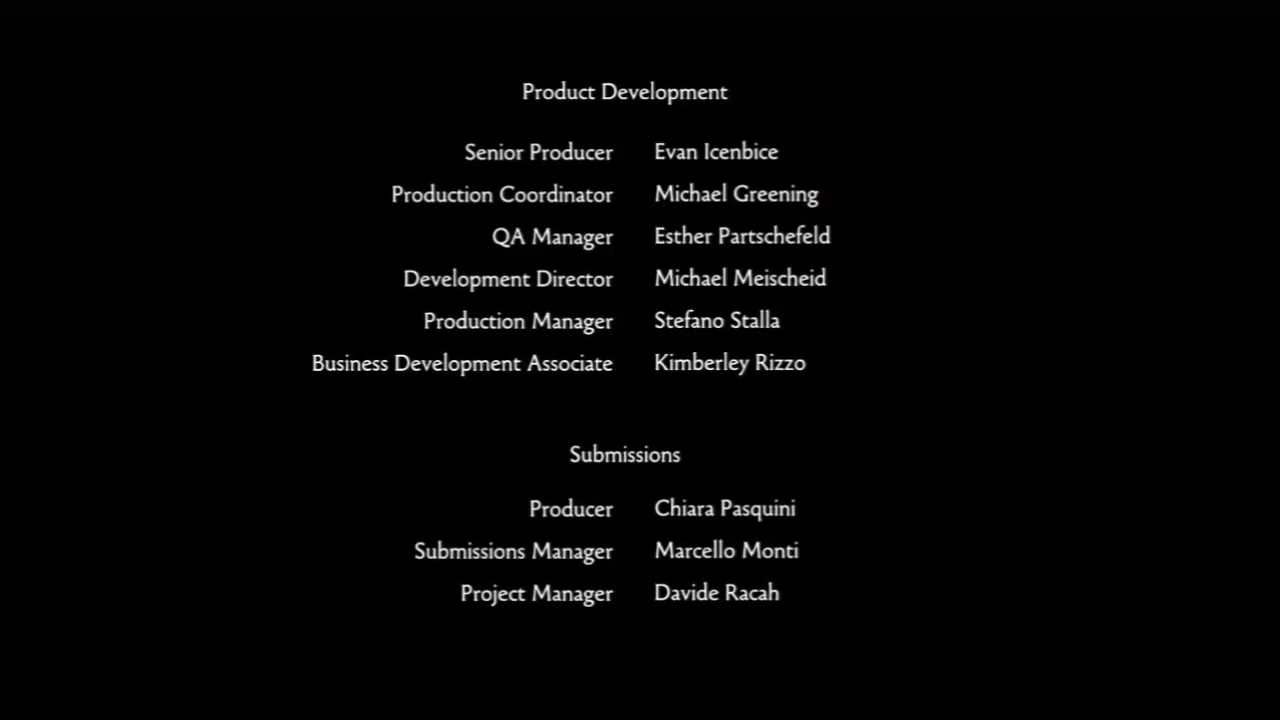 Product Development
Senior Producer Evan Icenbice
Production Coordinator Michael Greening
QA Manager Esther Partschefeld
Development Director Michael Meischeid
Production Manager Stefano Stalla
Business Development Associate Kimberley Rizzo
Submissions
Producer Chiara Pasquini
Submissions Manager Marcello Monti
Project Manager Davide Racah